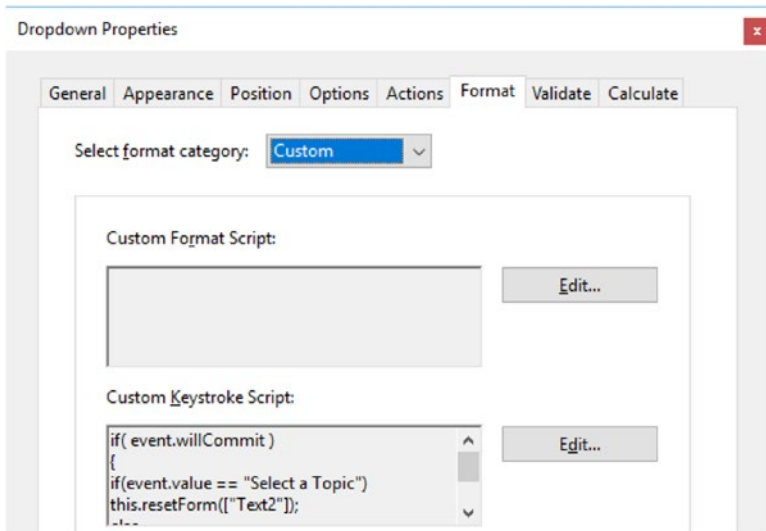 Dropdown Properties
x
General Appearance Position Options Actions Format Validate Calculate
Select format category: Custom
Custom Format Script:
Edit...
Custom Keystroke Script:
if( event.willCommit )
{
if(event.value == "Select a Topic")
this.resetForm(["Text2"]);
Edit...